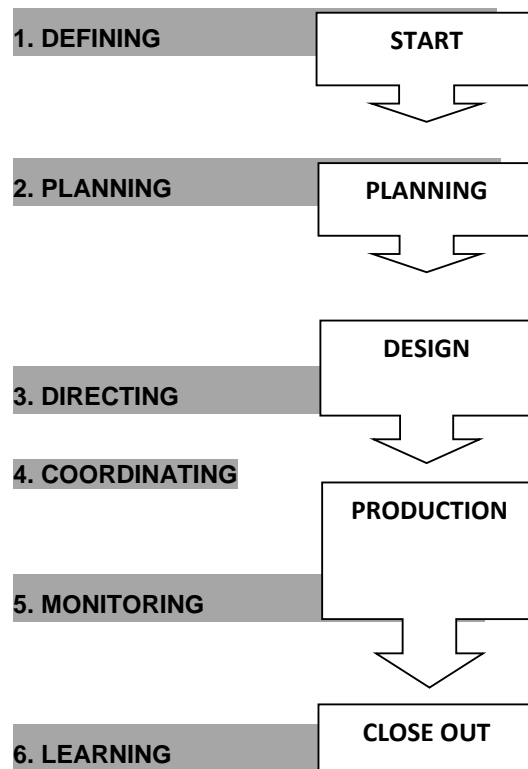 1. DEFINING
START
2. PLANNING
PLANNING
DESIGN
3. DIRECTING
4. COORDINATING
PRODUCTION
5. MONITORING
CLOSE OUT
6. LEARNING